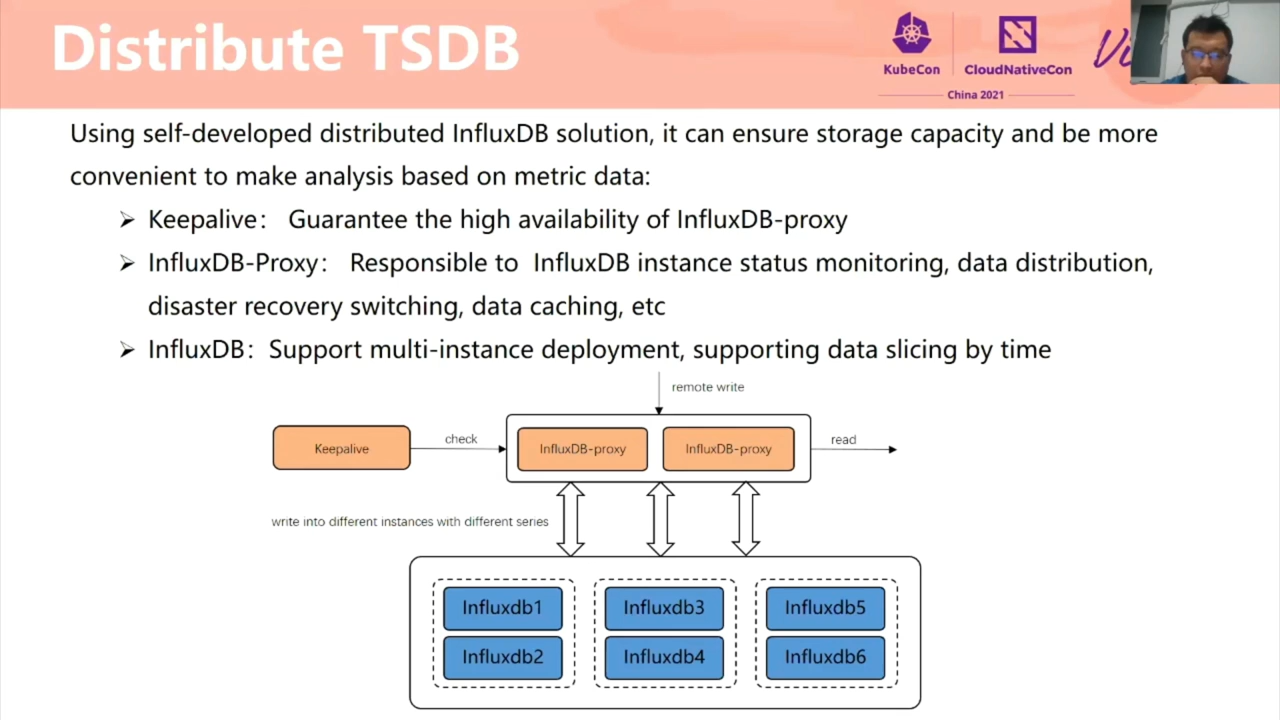 Distribute TSDB
KubeCon
CloudNativeCon
China 2021
Using self-developed distributed InfluxDB solution, it can ensure storage capacity and be more
convenient to make analysis based on metric data:
➢ Keepalive： Guarantee the high availability of InfluxDB-proxy
➢ InfluxDB-Proxy： Responsible to InfluxDB instance status monitoring, data distribution,
disaster recovery switching, data caching, etc
➢ InfluxDB：Support multi-instance deployment, supporting data slicing by time
remote write
Keepalive
check
InfluxDB-proxy
InfluxDB-proxy
read
write into different instances with different series
Influxdb1
Influxdb3
Influxdb5
Influxdb2
Influxdb4
Influxdb6